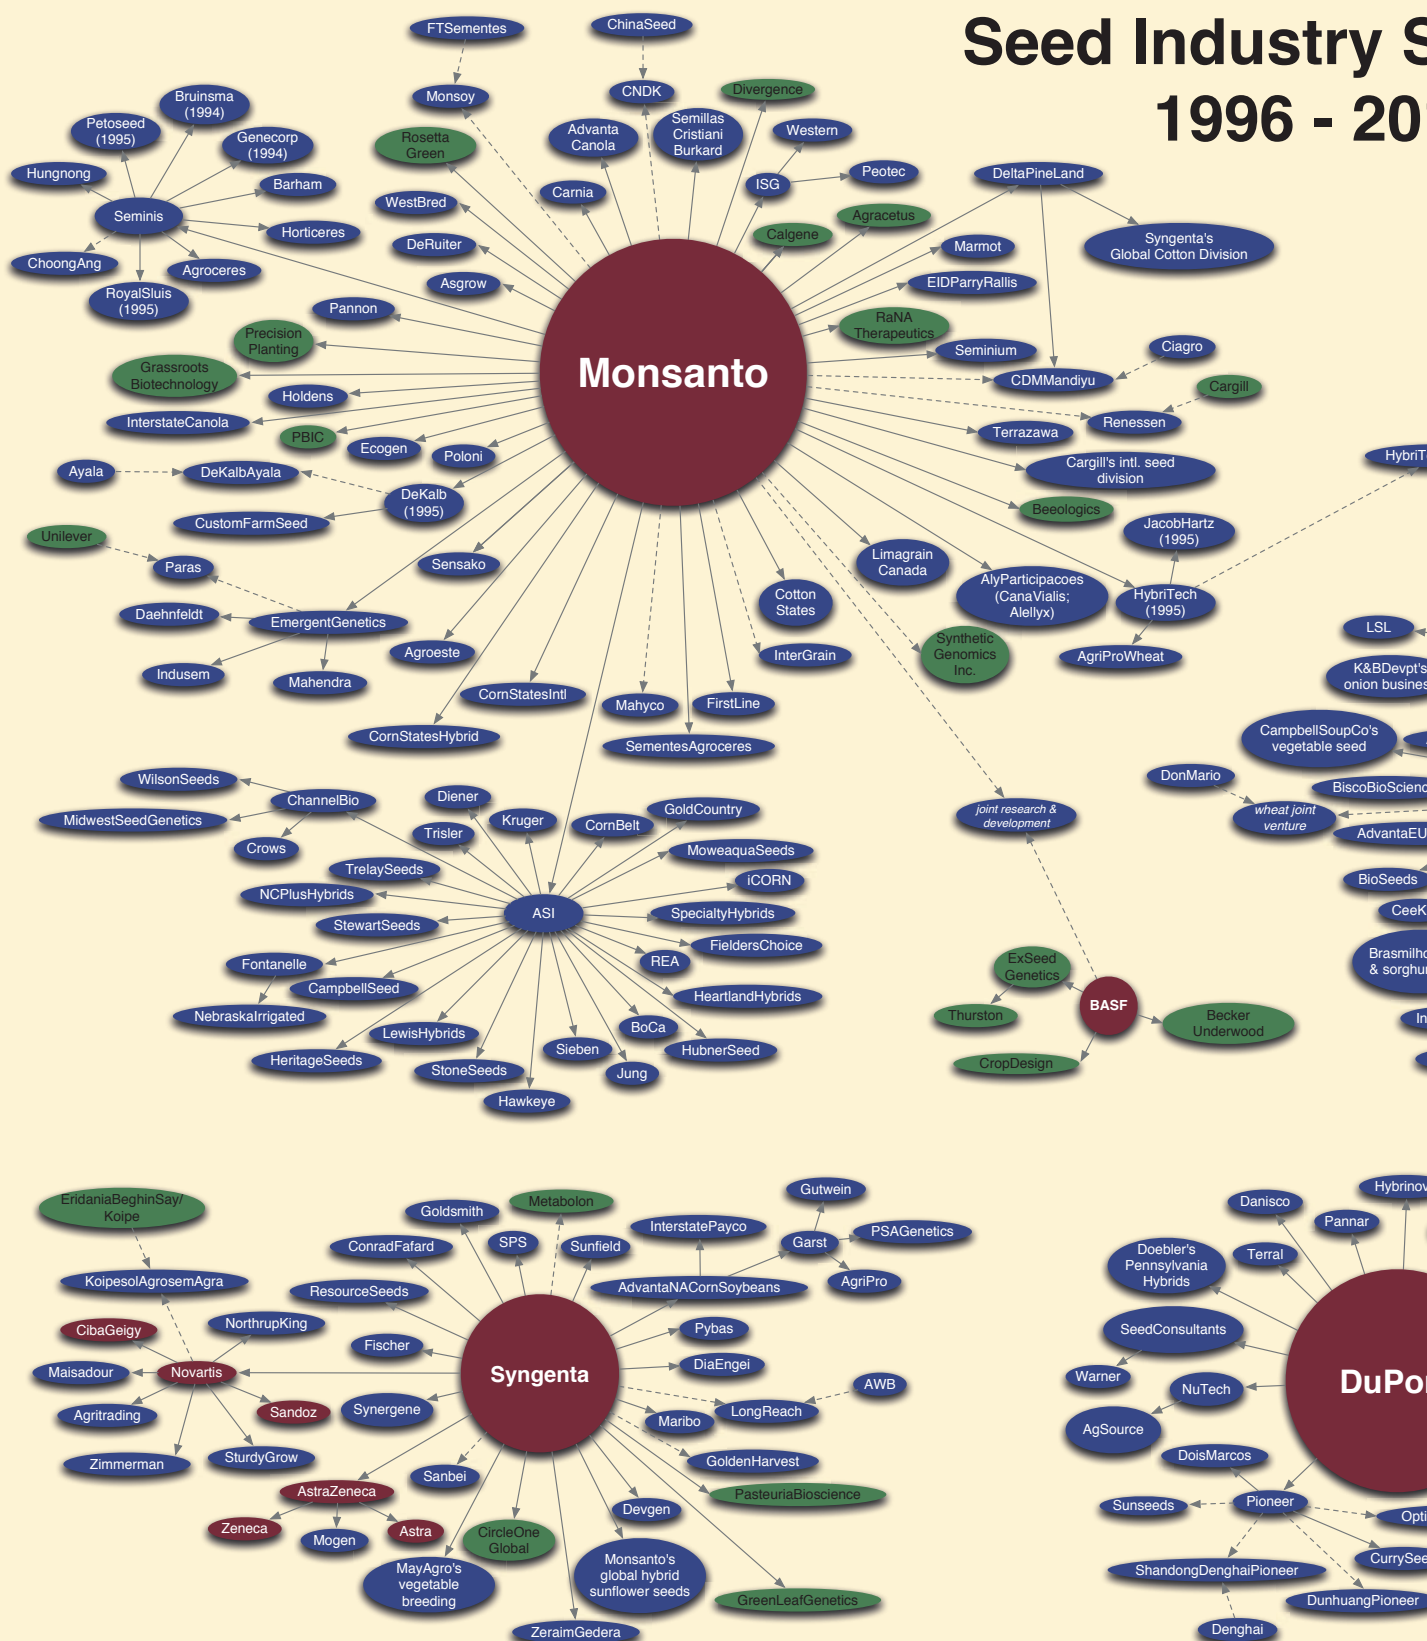 Seed Industry S
1996 - 20
FTSementes
ChinaSeed
Monsoy
CNDK
Divergence
Bruinsma
(1994)
Petoseed
(1995)
Genecorp
(1994)
Hungnong
Barham
Seminis
Horticeres
ChoongAng
Agroceres
RoyalSluis
(1995)
Rosetta
Green
Advanta
Canola
Semillas
Cristiani
Burkard
Western
ISG
Peotec
Carnia
WestBred
DeRuiter
Asgrow
Calgene
Agracetus
DeltaPineLand
Syngenta's
Global Cotton Division
Marmot
EIDParryRallis
RaNA
Therapeutics
Seminium
CDMMandiyu
Ciagro
Cargill
Renessen
Terrazawa
Cargill's intl. seed
division
Beeologics
Pannon
Precision
Planting
Grassroots
Biotechnology
Holdens
InterstateCanola
PBIC
Ecogen
Poloni
Monsanto
Ayala
DeKalbAyala
DeKalb
(1995)
CustomFarmSeed
Unilever
Paras
Daehnfeldt
EmergentGenetics
Indusem
Mahendra
Sensako
Agroeste
CornStatesIntl
CornStatesHybrid
Mahyco
FirstLine
SementesAgroceres
Cotton
States
InterGrain
Limagrain
Canada
AlyParticipacoes
(CanaVialis;
Alellyx)
Synthetic
Genomics
Inc.
JacobHartz
(1995)
HybriTech
(1995)
AgriProWheat
HybriT
LSL
K&BDevpt's
onion busines
CampbellSoupCo's
vegetable seed
DonMario
BiscoBioScienc
wheat joint
venture
AdvantaEU
BioSeeds
CeeK
Brasmilho
& sorghur
In
joint research &
development
WilsonSeeds
ChannelBio
MidwestSeedGenetics
Crows
Diener
Kruger
Trisler
CornBelt
GoldCountry
MoweaquaSeeds
TrelaySeeds
iCORN
NCPlusHybrids
StewartSeeds
ASI
SpecialtyHybrids
FieldersChoice
REA
Fontanelle
CampbellSeed
HeartlandHybrids
NebraskaIrrigated
LewisHybrids
BoCa
HubnerSeed
HeritageSeeds
StoneSeeds
Sieben
Jung
Hawkeye
ExSeed
Genetics
Thurston
BASF
Becker
Underwood
CropDesign
EridaniaBeghinSay/
Koipe
KoipesolAgrosemAgra
CibaGeigy
NorthrupKing
Maisadour
Novartis
Agritrading
Sandoz
Zimmerman
SturdyGrow
Goldsmith
Metabolon
ConradFafard
SPS
Sunfield
ResourceSeeds
Fischer
Synergene
Syngenta
InterstatePayco
Gutwein
Garst
PSAGenetics
AgriPro
AdvantaNACornSoybeans
Pybas
DiaEngei
AWB
Maribo
LongReach
GoldenHarvest
PasteuriaBioscience
Sanbei
AstraZeneca
Zeneca
Mogen
Astra
CircleOne
Global
Devgen
MayAgro's
vegetable
breeding
Monsanto's
global hybrid
sunflower seeds
GreenLeafGenetics
ZeraimGedera
Danisco
Hybrinov
Pannar
Doebler's
Pennsylvania
Hybrids
Terral
SeedConsultants
Warner
NuTech
AgSource
DuPon
DoisMarcos
Sunseeds
Pioneer
Opti
CurrySee
ShandongDenghaiPioneer
DunhuangPioneer
Denghai